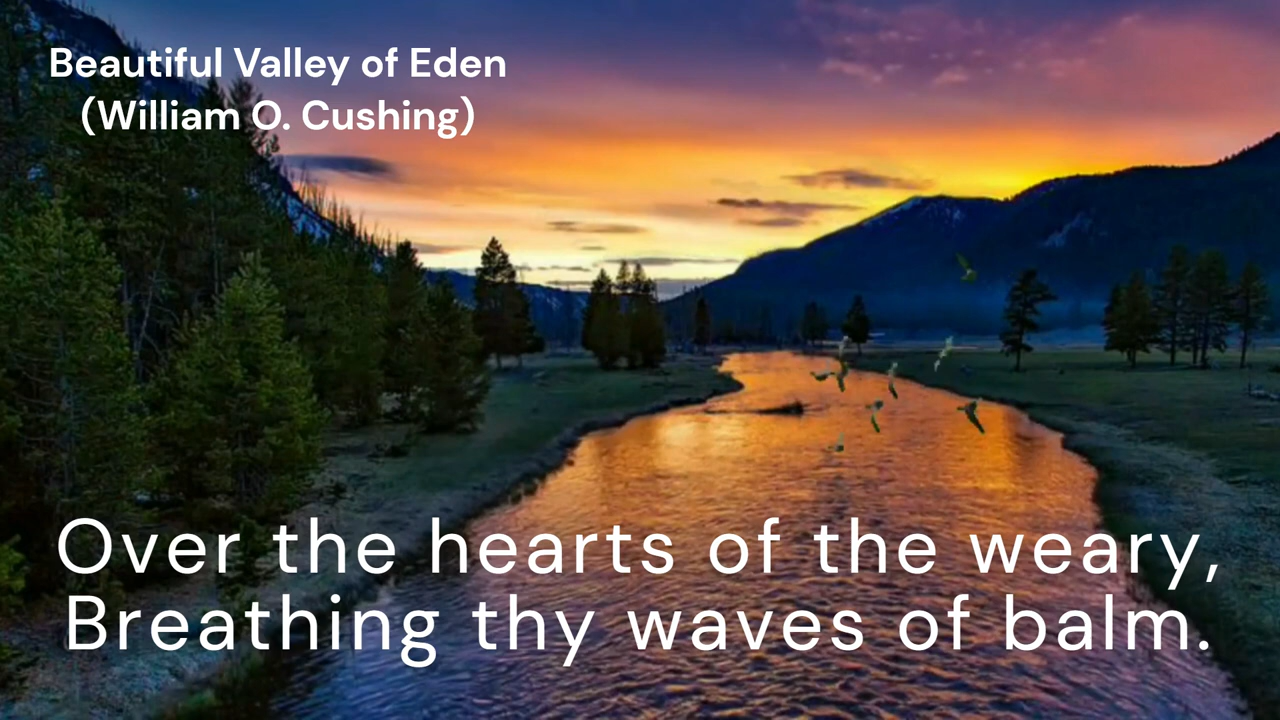 Beautiful Valley of Eden
(William O. Cushing)
Over the hearts of the weary,
Breathing thy waves of balm.